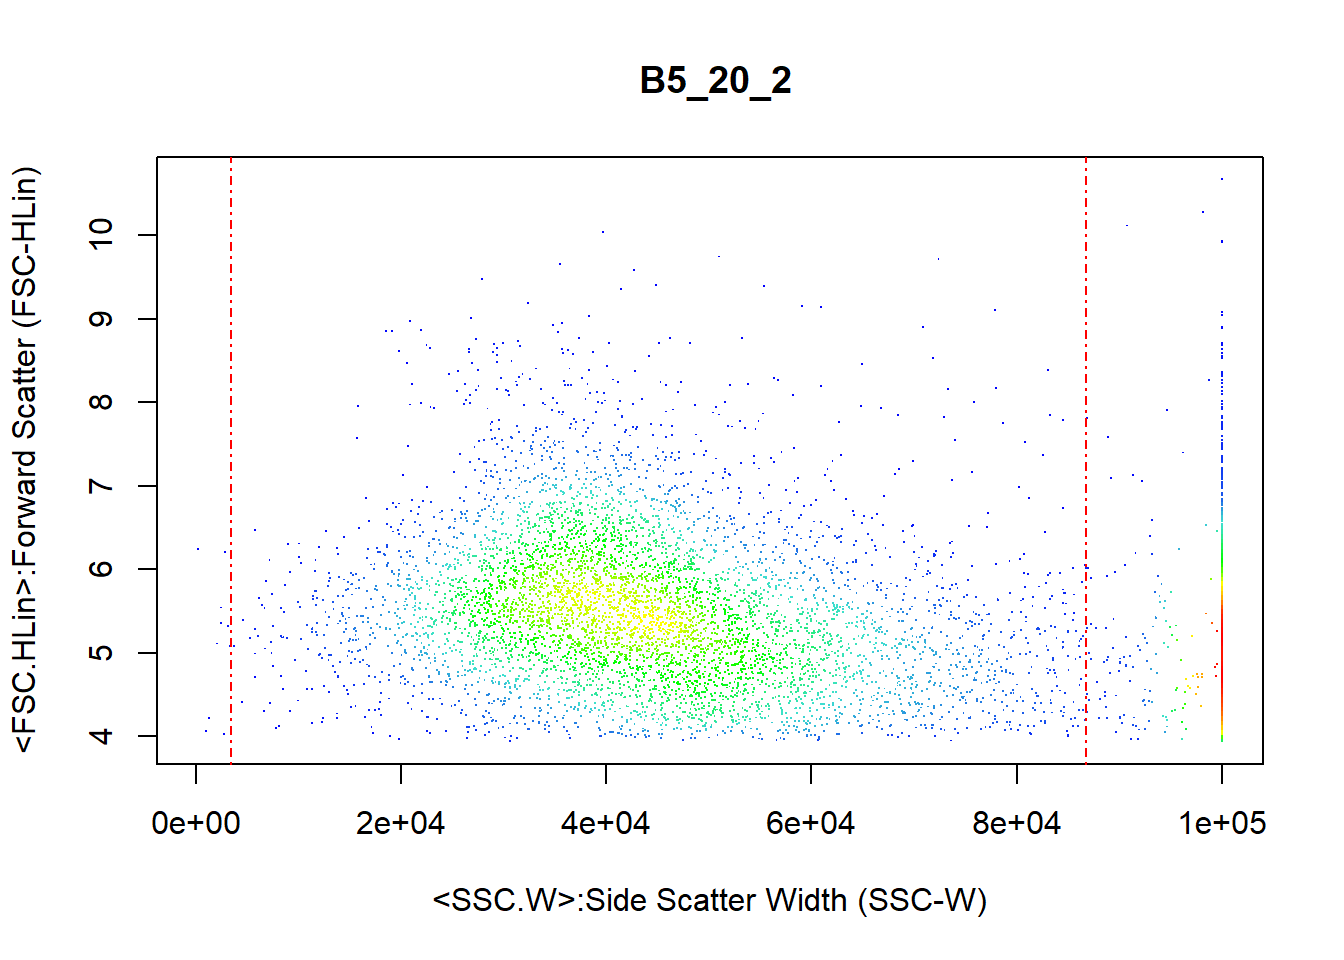 B5_20_2
<FSC.HLin>:Forward Scatter (FSC-HLin)
10
9
8
7
6
5
4
0e+00 2e+04 4e+04 6e+04 8e+04 1e+05
<SSC.W>:Side Scatter Width (SSC-W)